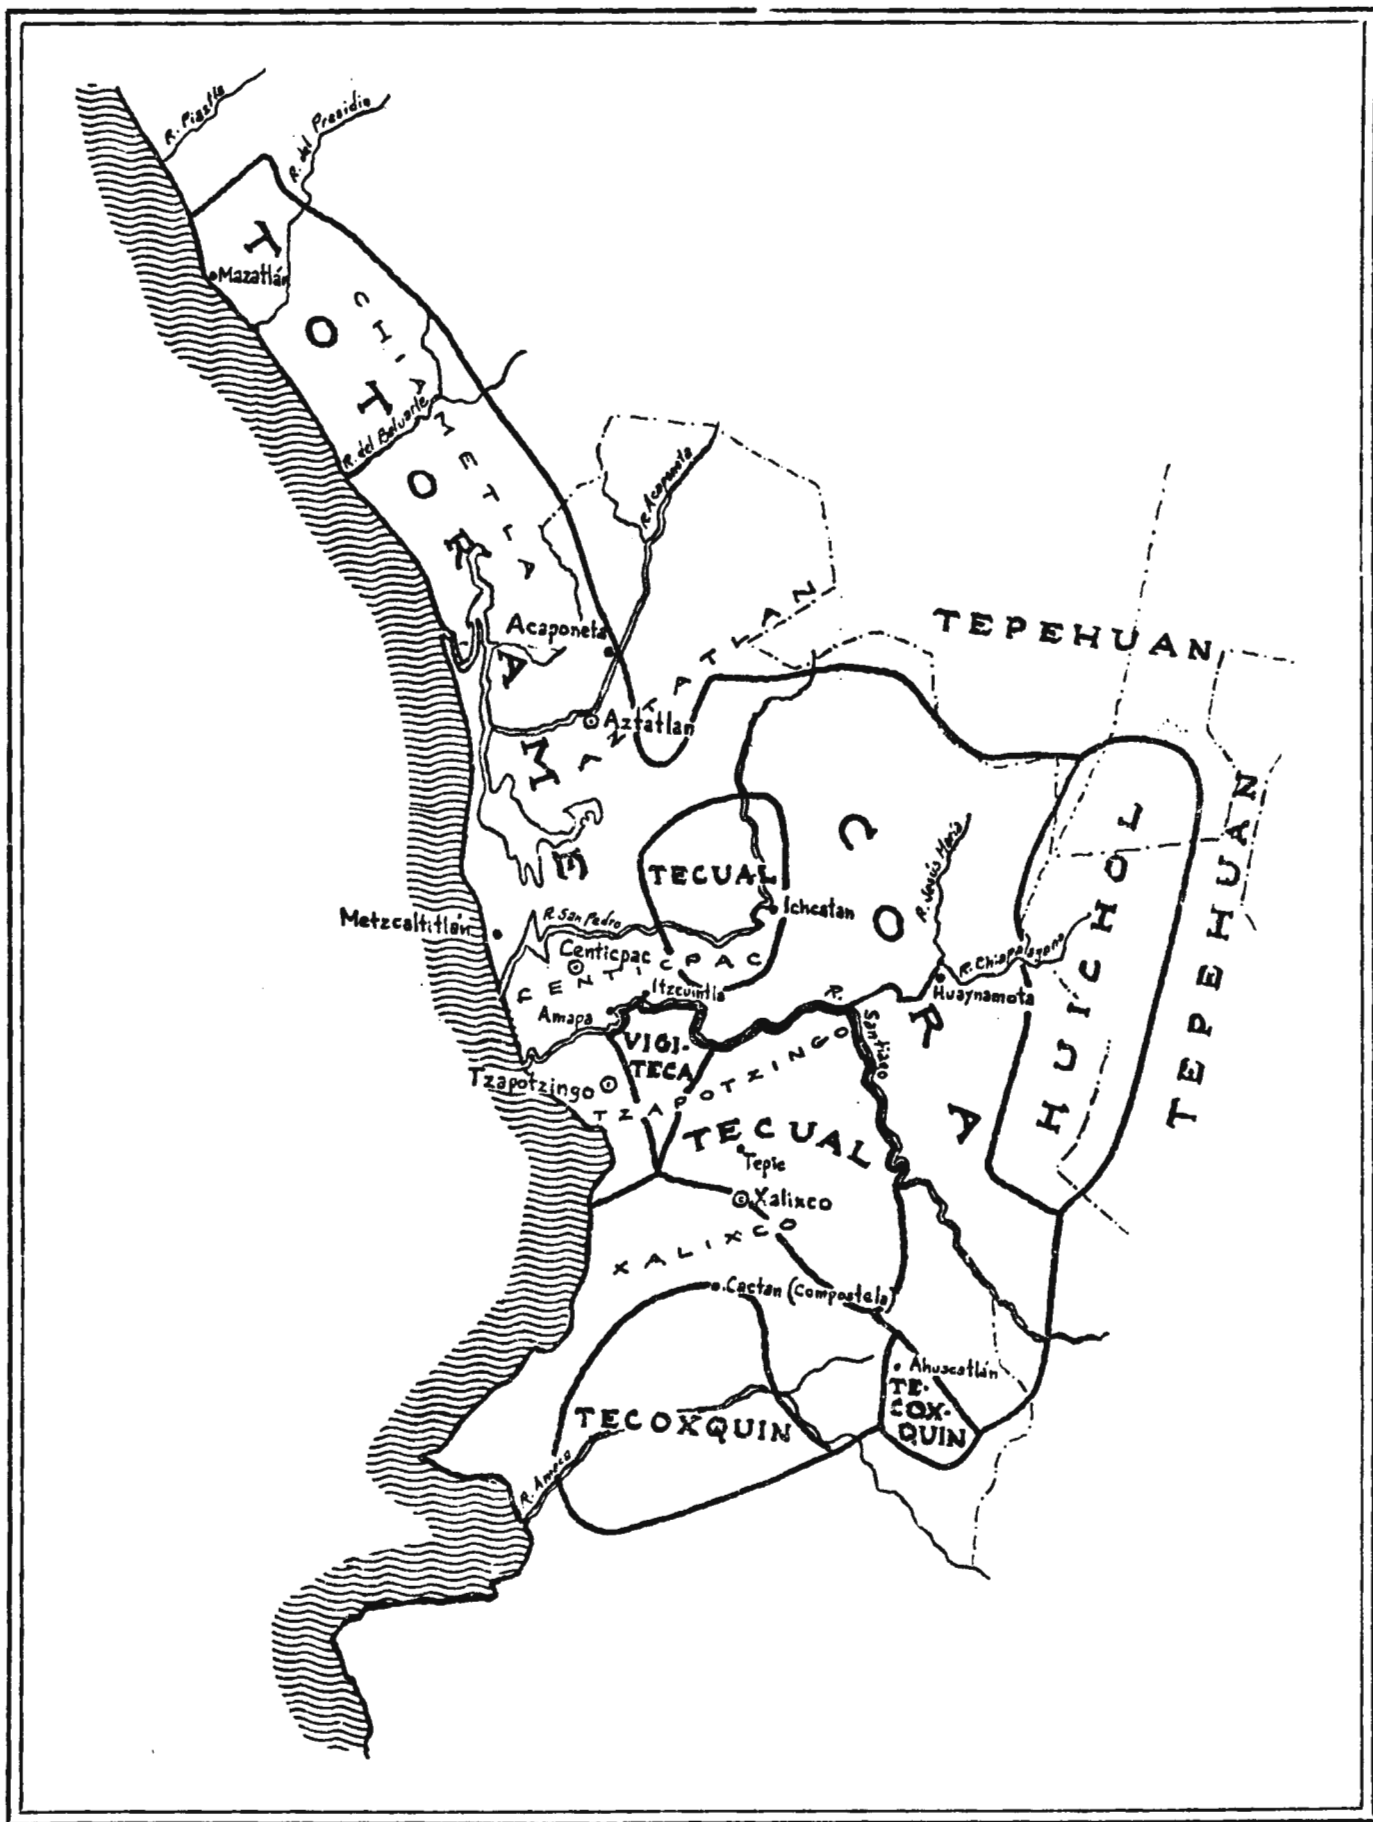 R. Piastla
R. del Presidio
TOTORAME
Mazatlán
CHIAMETLA
R. del Baluarte
R. Acaponeta
Acaponeta
AZTATLAN
TEPEHUAN
Aztatlan
CORA
HUICHOL
TEPEHUAN
TECUAL
R. Jesús María
Ichcatan
Metzcaltitlán
R. San Pedro
Centicpac
CENTICPAC
R. Chapalagana
Huaynamota
Itzcuintla
Amapa
R. Santiago
VIGI-
TECA
Tzapotzingo
TZAPOTZINGO
TECUAL
Tepic
Xalixco
XALIXCO
Cactan (Compostela)
Ahuacatlán
TE-
COX-
QUIN
TECOXQUIN
R. Ameca